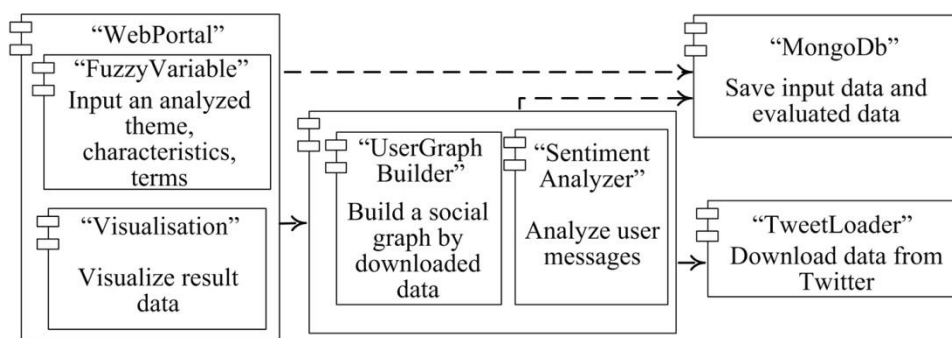 “WebPortal”
“FuzzyVariable”
Input an analyzed
theme,
characteristics,
terms
“Visualisation”
Visualize result
data
“UserGraph
Builder”
Build a social
graph by
downloaded
data
“Sentiment
Analyzer”
Analyze user
messages
“MongoDb”
Save input data and
evaluated data
“TweetLoader”
Download data from
Twitter